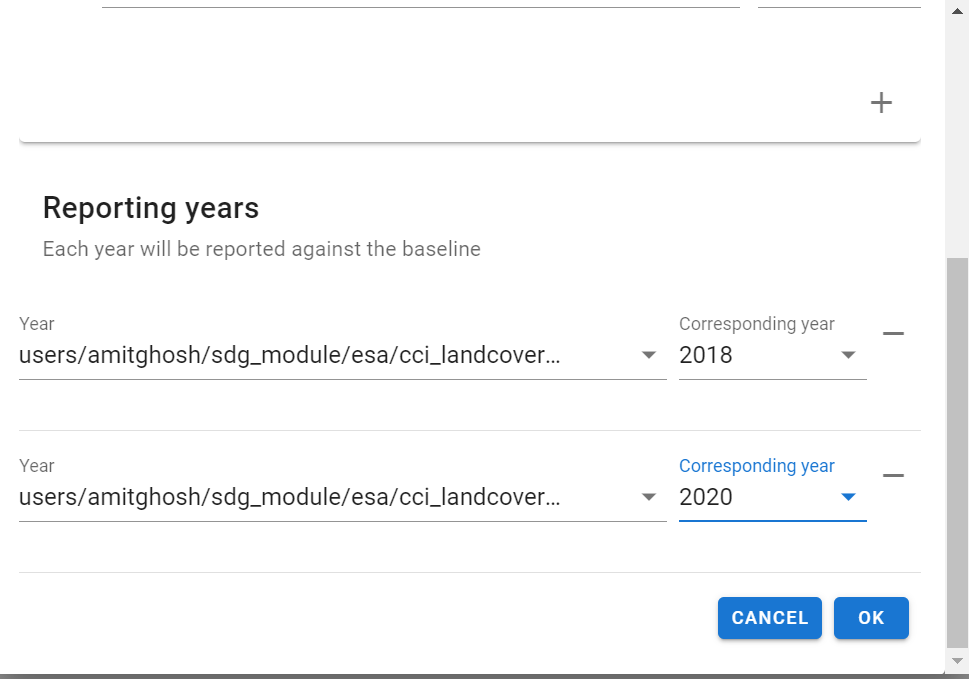 Reporting years
Each year will be reported against the baseline
Year
Corresponding year
users/amitghosh/sdg_module/esa/cci_landcover...
2018
Year
Corresponding year
users/amitghosh/sdg_module/esa/cci_landcover...
2020
CANCEL
OK